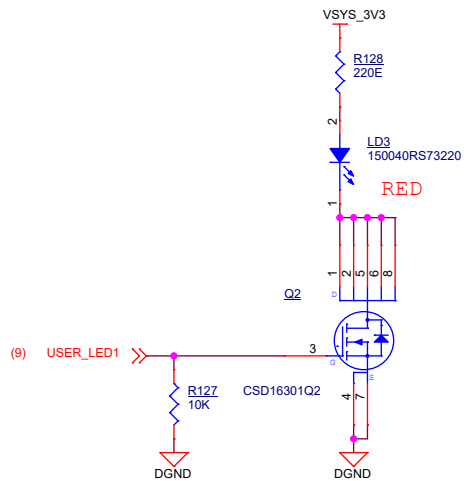 VSYS_3V3
R128
220E
2
LD3
150040RS73220
1
RED
1 2 5 6 8
Q2
D
(9) USER_LED1
3
G
S
R127
10K
CSD16301Q2
4 7
DGND
DGND